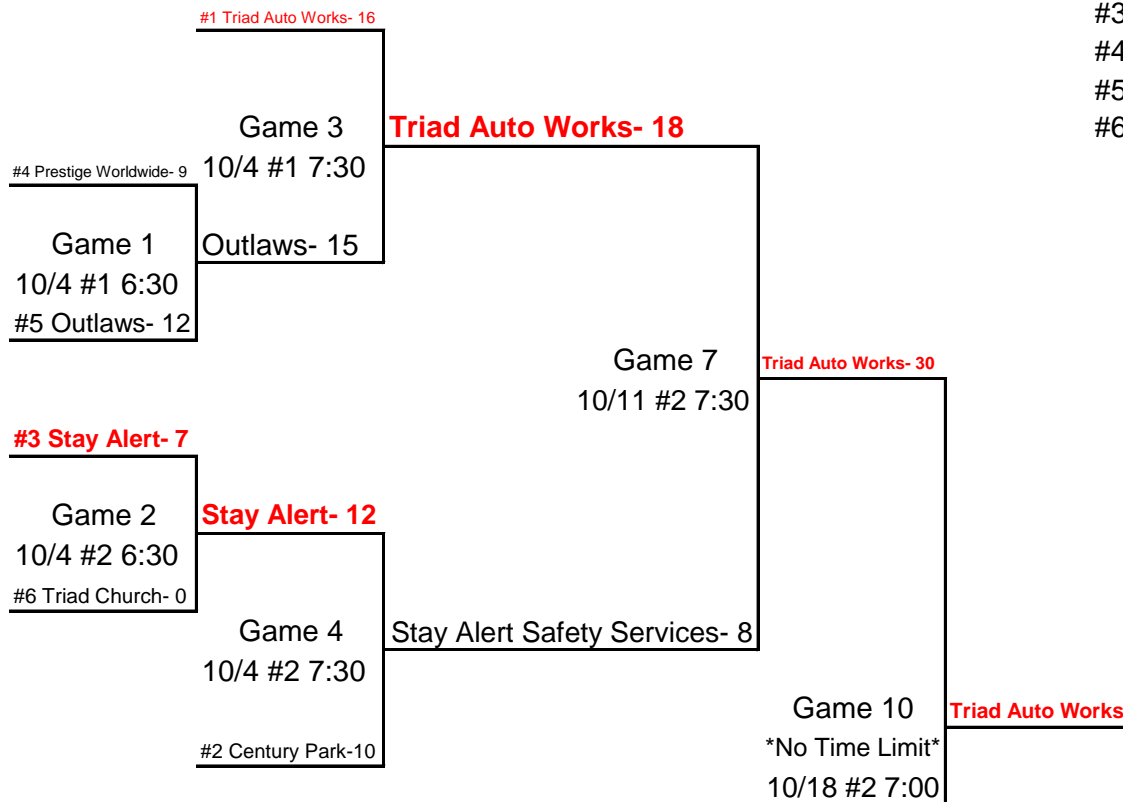 #1 Triad Auto Works- 16
#3
#4
#5
#6
Game 3
10/4 #1 7:30
Triad Auto Works- 18
#4 Prestige Worldwide- 9
Game 1
10/4 #1 6:30
#5 Outlaws- 12
Outlaws- 15
Game 7
10/11 #2 7:30
Triad Auto Works- 30
#3 Stay Alert- 7
Game 2
10/4 #2 6:30
#6 Triad Church- 0
Stay Alert- 12
Game 4
10/4 #2 7:30
Stay Alert Safety Services- 8
#2 Century Park-10
Game 10
*No Time Limit*
10/18 #2 7:00
Triad Auto Works